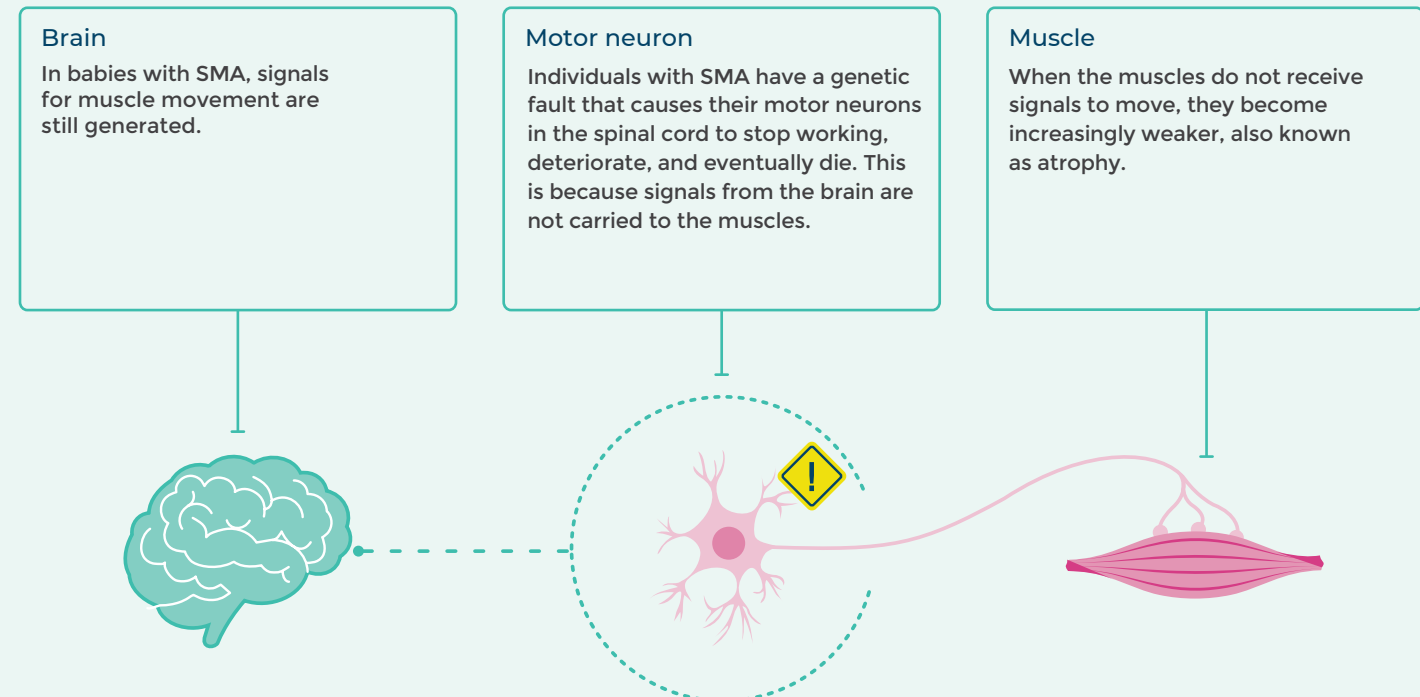 Brain
In babies with SMA, signals
for muscle movement are
still generated.
Motor neuron
Individuals with SMA have a genetic
fault that causes their motor neurons
in the spinal cord to stop working,
deteriorate, and eventually die. This
is because signals from the brain are
not carried to the muscles.
Muscle
When the muscles do not receive
signals to move, they become
increasingly weaker, also known
as atrophy.
!